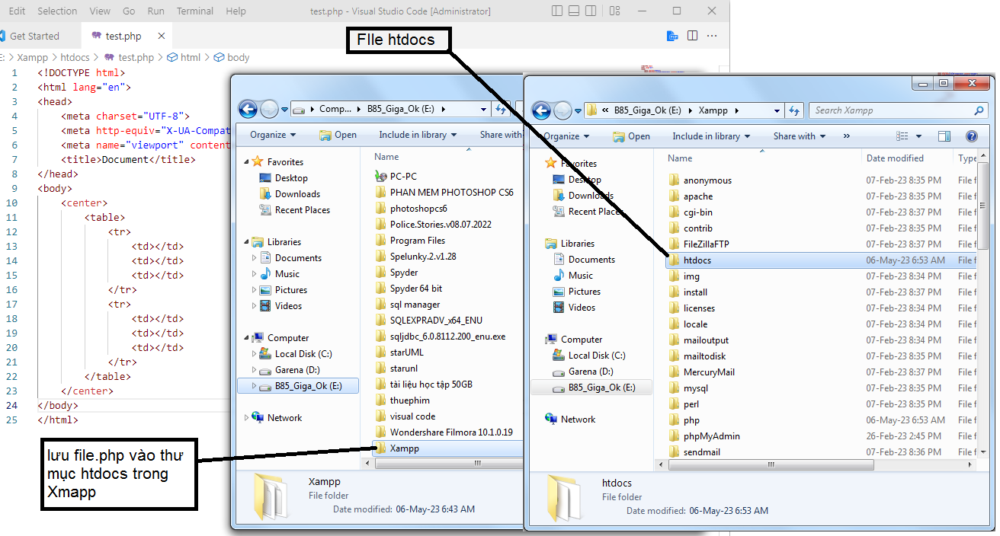 Edit Selection View Go Run Terminal Help test.php - Visual Studio Code [Administrator]
Get Started test.php
E: > Xampp > htdocs > test.php > html > body
FIle htdocs
1 <!DOCTYPE html>
2 <html lang="en">
3 <head>
4 <meta charset="UTF-8">
5 <meta http-equiv="X-UA-Compat
6 <meta name="viewport" content
7 <title>Document</title>
8 </head>
9 <body>
10 <center>
11 <table>
12 <tr>
13 <td></td>
14 <td></td>
15 <td></td>
16 </tr>
17 <tr>
18 <td></td>
19 <td></td>
20 <td></td>
21 </tr>
22 </table>
23 </center>
24 </body>
25 </html>
lưu file.php vào thư
mục htdocs trong
Xmapp
Comp... B85_Giga_Ok (E:)
Organize Open Include in library Share with
Favorites
Desktop
Downloads
Recent Places
Libraries
Documents
Music
Pictures
Videos
Computer
Local Disk (C:)
Garena (D:)
B85_Giga_Ok (E:)
Network
Name
PC-PC
PHAN MEM PHOTOSHOP CS6
photoshopcs6
Police.Stories.v08.07.2022
Program Files
Spelunky.2.v1.28
Spyder
Spyder 64 bit
sql manager
SQLEXPRADV_x64_ENU
sqljdbc_6.0.8112.200_enu.exe
starUML
starunl
tài liệu học tập 50GB
thuephim
visual code
Wondershare Filmora 10.1.0.19
Xampp
Xampp
File folder
Date modified: 06-May-23 6:43 AM
« B85_Giga_Ok (E:) Xampp Search Xampp
Organize Open Include in library Share with »
Favorites
Desktop
Downloads
Recent Places
Libraries
Documents
Music
Pictures
Videos
Computer
Local Disk (C:)
Garena (D:)
B85_Giga_Ok (E:)
Network
Name Date modified Type
anonymous 07-Feb-23 8:35 PM File f
apache 07-Feb-23 8:35 PM File f
cgi-bin 07-Feb-23 8:37 PM File f
contrib 07-Feb-23 8:35 PM File f
FileZillaFTP 07-Feb-23 8:37 PM File f
htdocs 06-May-23 6:53 AM File f
img 07-Feb-23 8:34 PM File f
install 07-Feb-23 8:37 PM File f
licenses 07-Feb-23 8:34 PM File f
locale 07-Feb-23 8:34 PM File f
mailoutput 07-Feb-23 8:34 PM File f
mailtodisk 07-Feb-23 8:35 PM File f
MercuryMail 07-Feb-23 8:37 PM File f
mysql 07-Feb-23 8:35 PM File f
perl 07-Feb-23 8:35 PM File f
php 06-May-23 6:53 AM File f
phpMyAdmin 26-Feb-23 2:45 PM File f
sendmail 07-Feb-23 8:36 PM File f
htdocs
File folder
Date modified: 06-May-23 6:53 AM